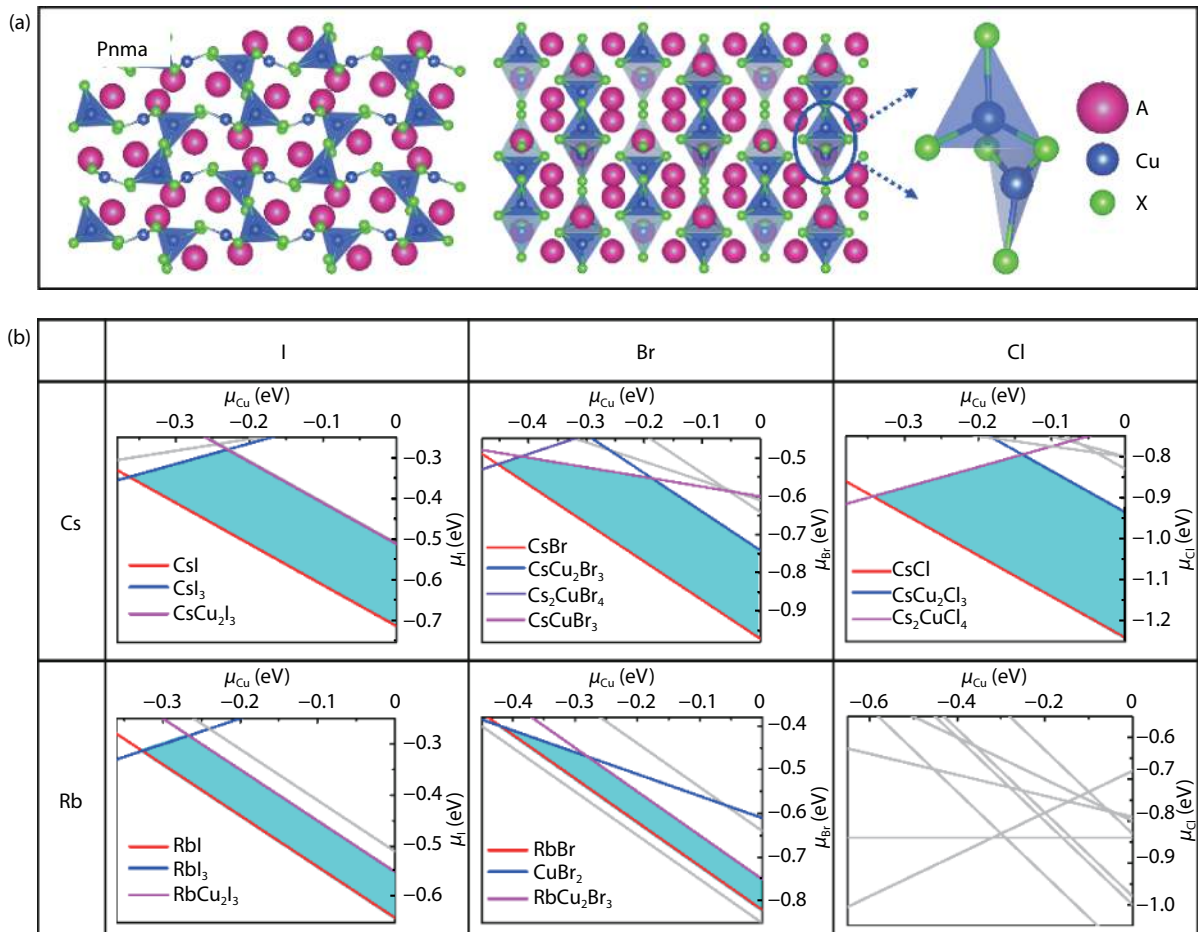 (a)
Pnma
A
Cu
X
(b)
I
Br
Cl
Cs
μCu (eV)
−0.3 −0.2 −0.1 0
−0.3
−0.4
−0.5
−0.6
−0.7
μI (eV)
CsI
CsI3
CsCu2I3
μCu (eV)
−0.4 −0.3 −0.2 −0.1 0
−0.5
−0.6
−0.7
−0.8
−0.9
μBr (eV)
CsBr
CsCu2Br3
Cs2CuBr4
CsCuBr3
μCu (eV)
−0.3 −0.2 −0.1 0
−0.8
−0.9
−1.0
−1.1
−1.2
μCl (eV)
CsCl
CsCu2Cl3
Cs2CuCl4
Rb
μCu (eV)
−0.3 −0.2 −0.1 0
−0.3
−0.4
−0.5
−0.6
μI (eV)
RbI
RbI3
RbCu2I3
μCu (eV)
−0.4 −0.3 −0.2 −0.1 0
−0.4
−0.5
−0.6
−0.7
−0.8
μBr (eV)
RbBr
CuBr2
RbCu2Br3
μCu (eV)
−0.6 −0.4 −0.2 0
−0.6
−0.7
−0.8
−0.9
−1.0
μCl (eV)